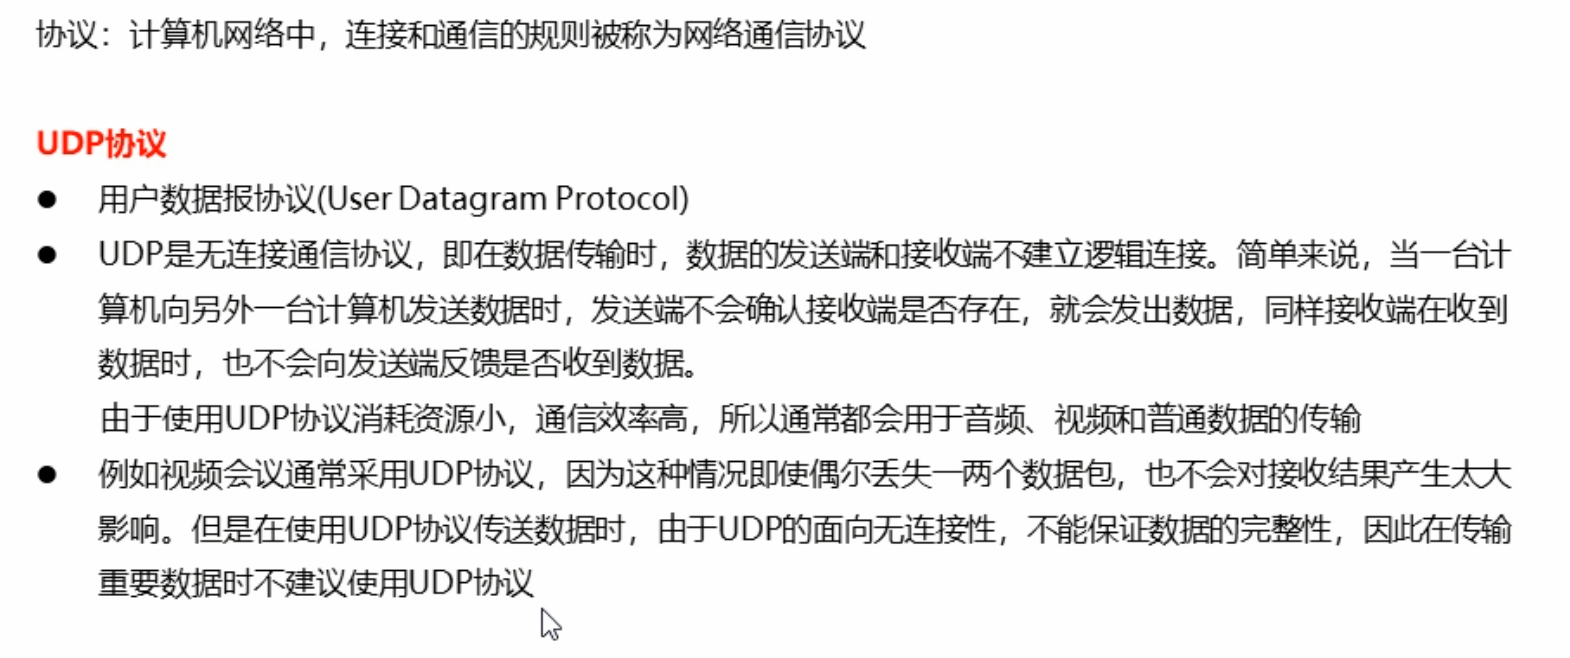 协议：计算机网络中，连接和通信的规则被称为网络通信协议
UDP协议
● 用户数据报协议(User Datagram Protocol)
● UDP是无连接通信协议，即在数据传输时，数据的发送端和接收端不建立逻辑连接。简单来说，当一台计
算机向另外一台计算机发送数据时，发送端不会确认接收端是否存在，就会发出数据，同样接收端在收到
数据时，也不会向发送端反馈是否收到数据。
由于使用UDP协议消耗资源小，通信效率高，所以通常都会用于音频、视频和普通数据的传输
● 例如视频会议通常采用UDP协议，因为这种情况即使偶尔丢失一两个数据包，也不会对接收结果产生太大
影响。但是在使用UDP协议传送数据时，由于UDP的面向无连接性，不能保证数据的完整性，因此在传输
重要数据时不建议使用UDP协议